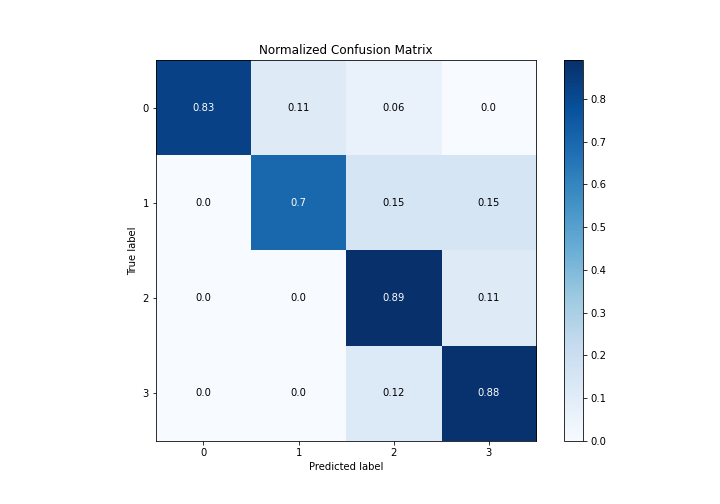 Normalized Confusion Matrix
True label
0 0.83 0.11 0.06 0.0
1 0.0 0.7 0.15 0.15
2 0.0 0.0 0.89 0.11
3 0.0 0.0 0.12 0.88
0 1 2 3
Predicted label
0.8
0.7
0.6
0.5
0.4
0.3
0.2
0.1
0.0